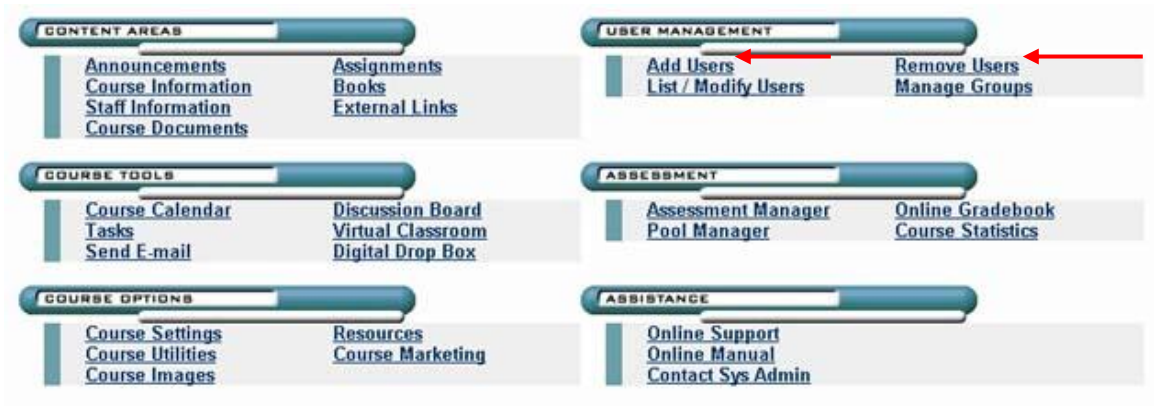 CONTENT AREAS
Announcements Assignments
Course Information Books
Staff Information External Links
Course Documents
USER MANAGEMENT
Add Users Remove Users
List / Modify Users Manage Groups
COURSE TOOLS
Course Calendar Discussion Board
Tasks Virtual Classroom
Send E-mail Digital Drop Box
ASSESSMENT
Assessment Manager Online Gradebook
Pool Manager Course Statistics
COURSE OPTIONS
Course Settings Resources
Course Utilities Course Marketing
Course Images
ASSISTANCE
Online Support
Online Manual
Contact Sys Admin